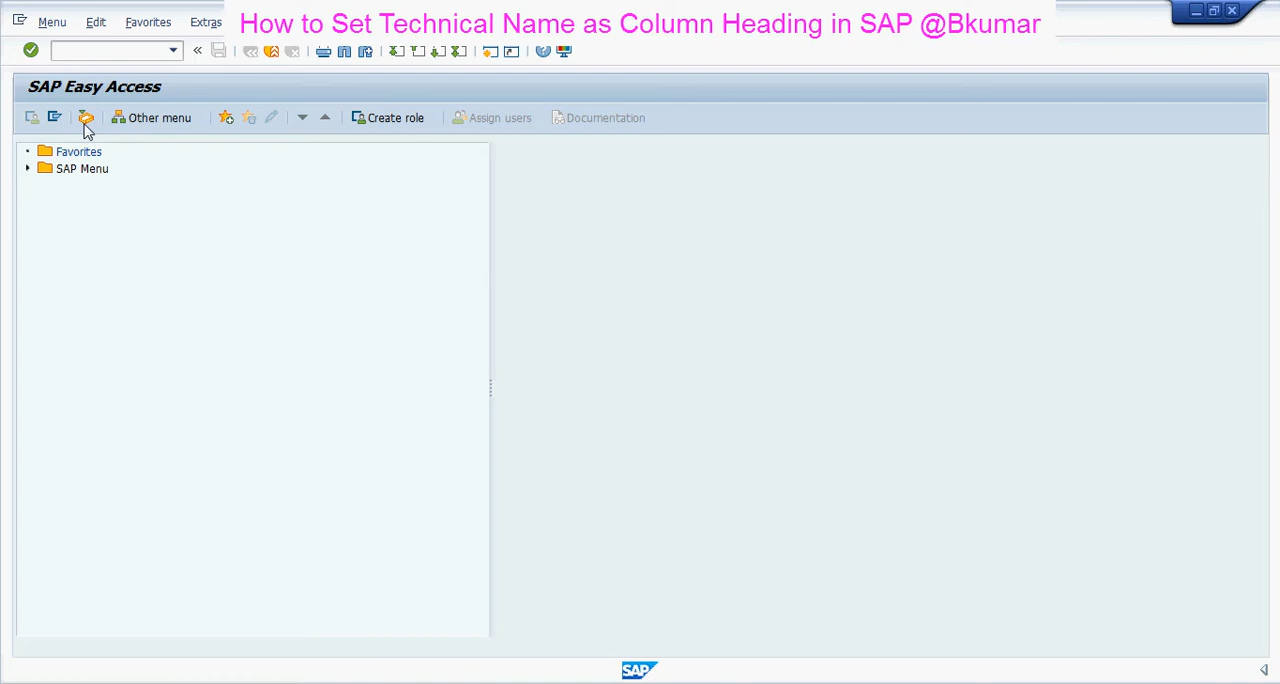 How to Set Technical Name as Column Heading in SAP @Bkumar
Menu Edit Favorites Extras
SAP Easy Access
Other menu Create role Assign users Documentation
Favorites
SAP Menu
SAP